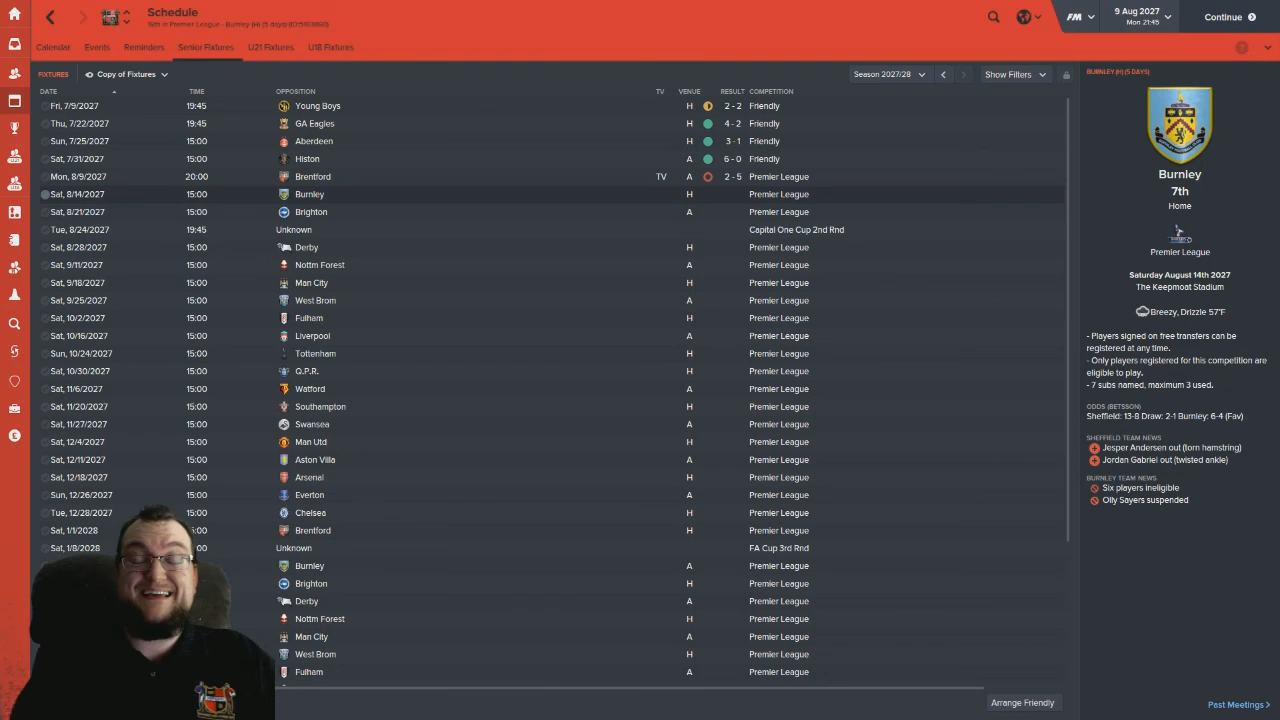 Schedule
16th in Premier League - Burnley (H) (5 days)
FM
9 Aug 2027
Mon 21:45
Continue
Calendar Events Reminders Senior Fixtures U21 Fixtures U18 Fixtures
FIXTURES Copy of Fixtures Season 2027/28 Show Filters
DATE TIME OPPOSITION TV VENUE RESULT COMPETITION
Fri, 7/9/2027 19:45 Young Boys H 2 - 2 Friendly
Thu, 7/22/2027 19:45 GA Eagles H 4 - 2 Friendly
Sun, 7/25/2027 15:00 Aberdeen H 3 - 1 Friendly
Sat, 7/31/2027 15:00 Histon A 6 - 0 Friendly
Mon, 8/9/2027 20:00 Brentford TV A 2 - 5 Premier League
Sat, 8/14/2027 15:00 Burnley H Premier League
Sat, 8/21/2027 15:00 Brighton A Premier League
Tue, 8/24/2027 19:45 Unknown Capital One Cup 2nd Rnd
Sat, 8/28/2027 15:00 Derby H Premier League
Sat, 9/11/2027 15:00 Nottm Forest A Premier League
Sat, 9/18/2027 15:00 Man City H Premier League
Sat, 9/25/2027 15:00 West Brom A Premier League
Sat, 10/2/2027 15:00 Fulham H Premier League
Sat, 10/16/2027 15:00 Liverpool A Premier League
Sun, 10/24/2027 15:00 Tottenham H Premier League
Sat, 10/30/2027 15:00 Q.P.R. H Premier League
Sat, 11/6/2027 15:00 Watford A Premier League
Sat, 11/20/2027 15:00 Southampton H Premier League
Sat, 11/27/2027 15:00 Swansea A Premier League
Sat, 12/4/2027 15:00 Man Utd H Premier League
Sat, 12/11/2027 15:00 Aston Villa A Premier League
Sat, 12/18/2027 15:00 Arsenal H Premier League
Sun, 12/26/2027 15:00 Everton A Premier League
Tue, 12/28/2027 15:00 Chelsea H Premier League
Sat, 1/1/2028 5:00 Brentford H Premier League
Sat, 1/8/2028 00 Unknown FA Cup 3rd Rnd
Burnley A Premier League
Brighton H Premier League
Derby A Premier League
Nottm Forest H Premier League
Man City A Premier League
West Brom H Premier League
Fulham A Premier League
Arrange Friendly
BURNLEY (H) (5 DAYS)
Burnley
7th
Home
Premier League
Saturday August 14th 2027
The Keepmoat Stadium
Breezy, Drizzle 57°F
- Players signed on free transfers can be
registered at any time.
- Only players registered for this competition are
eligible to play.
- 7 subs named, maximum 3 used.
ODDS (BETSSON)
Sheffield: 13-8 Draw: 2-1 Burnley: 6-4 (Fav)
SHEFFIELD TEAM NEWS
Jesper Andersen out (torn hamstring)
Jordan Gabriel out (twisted ankle)
BURNLEY TEAM NEWS
Six players ineligible
Olly Sayers suspended
Past Meetings >